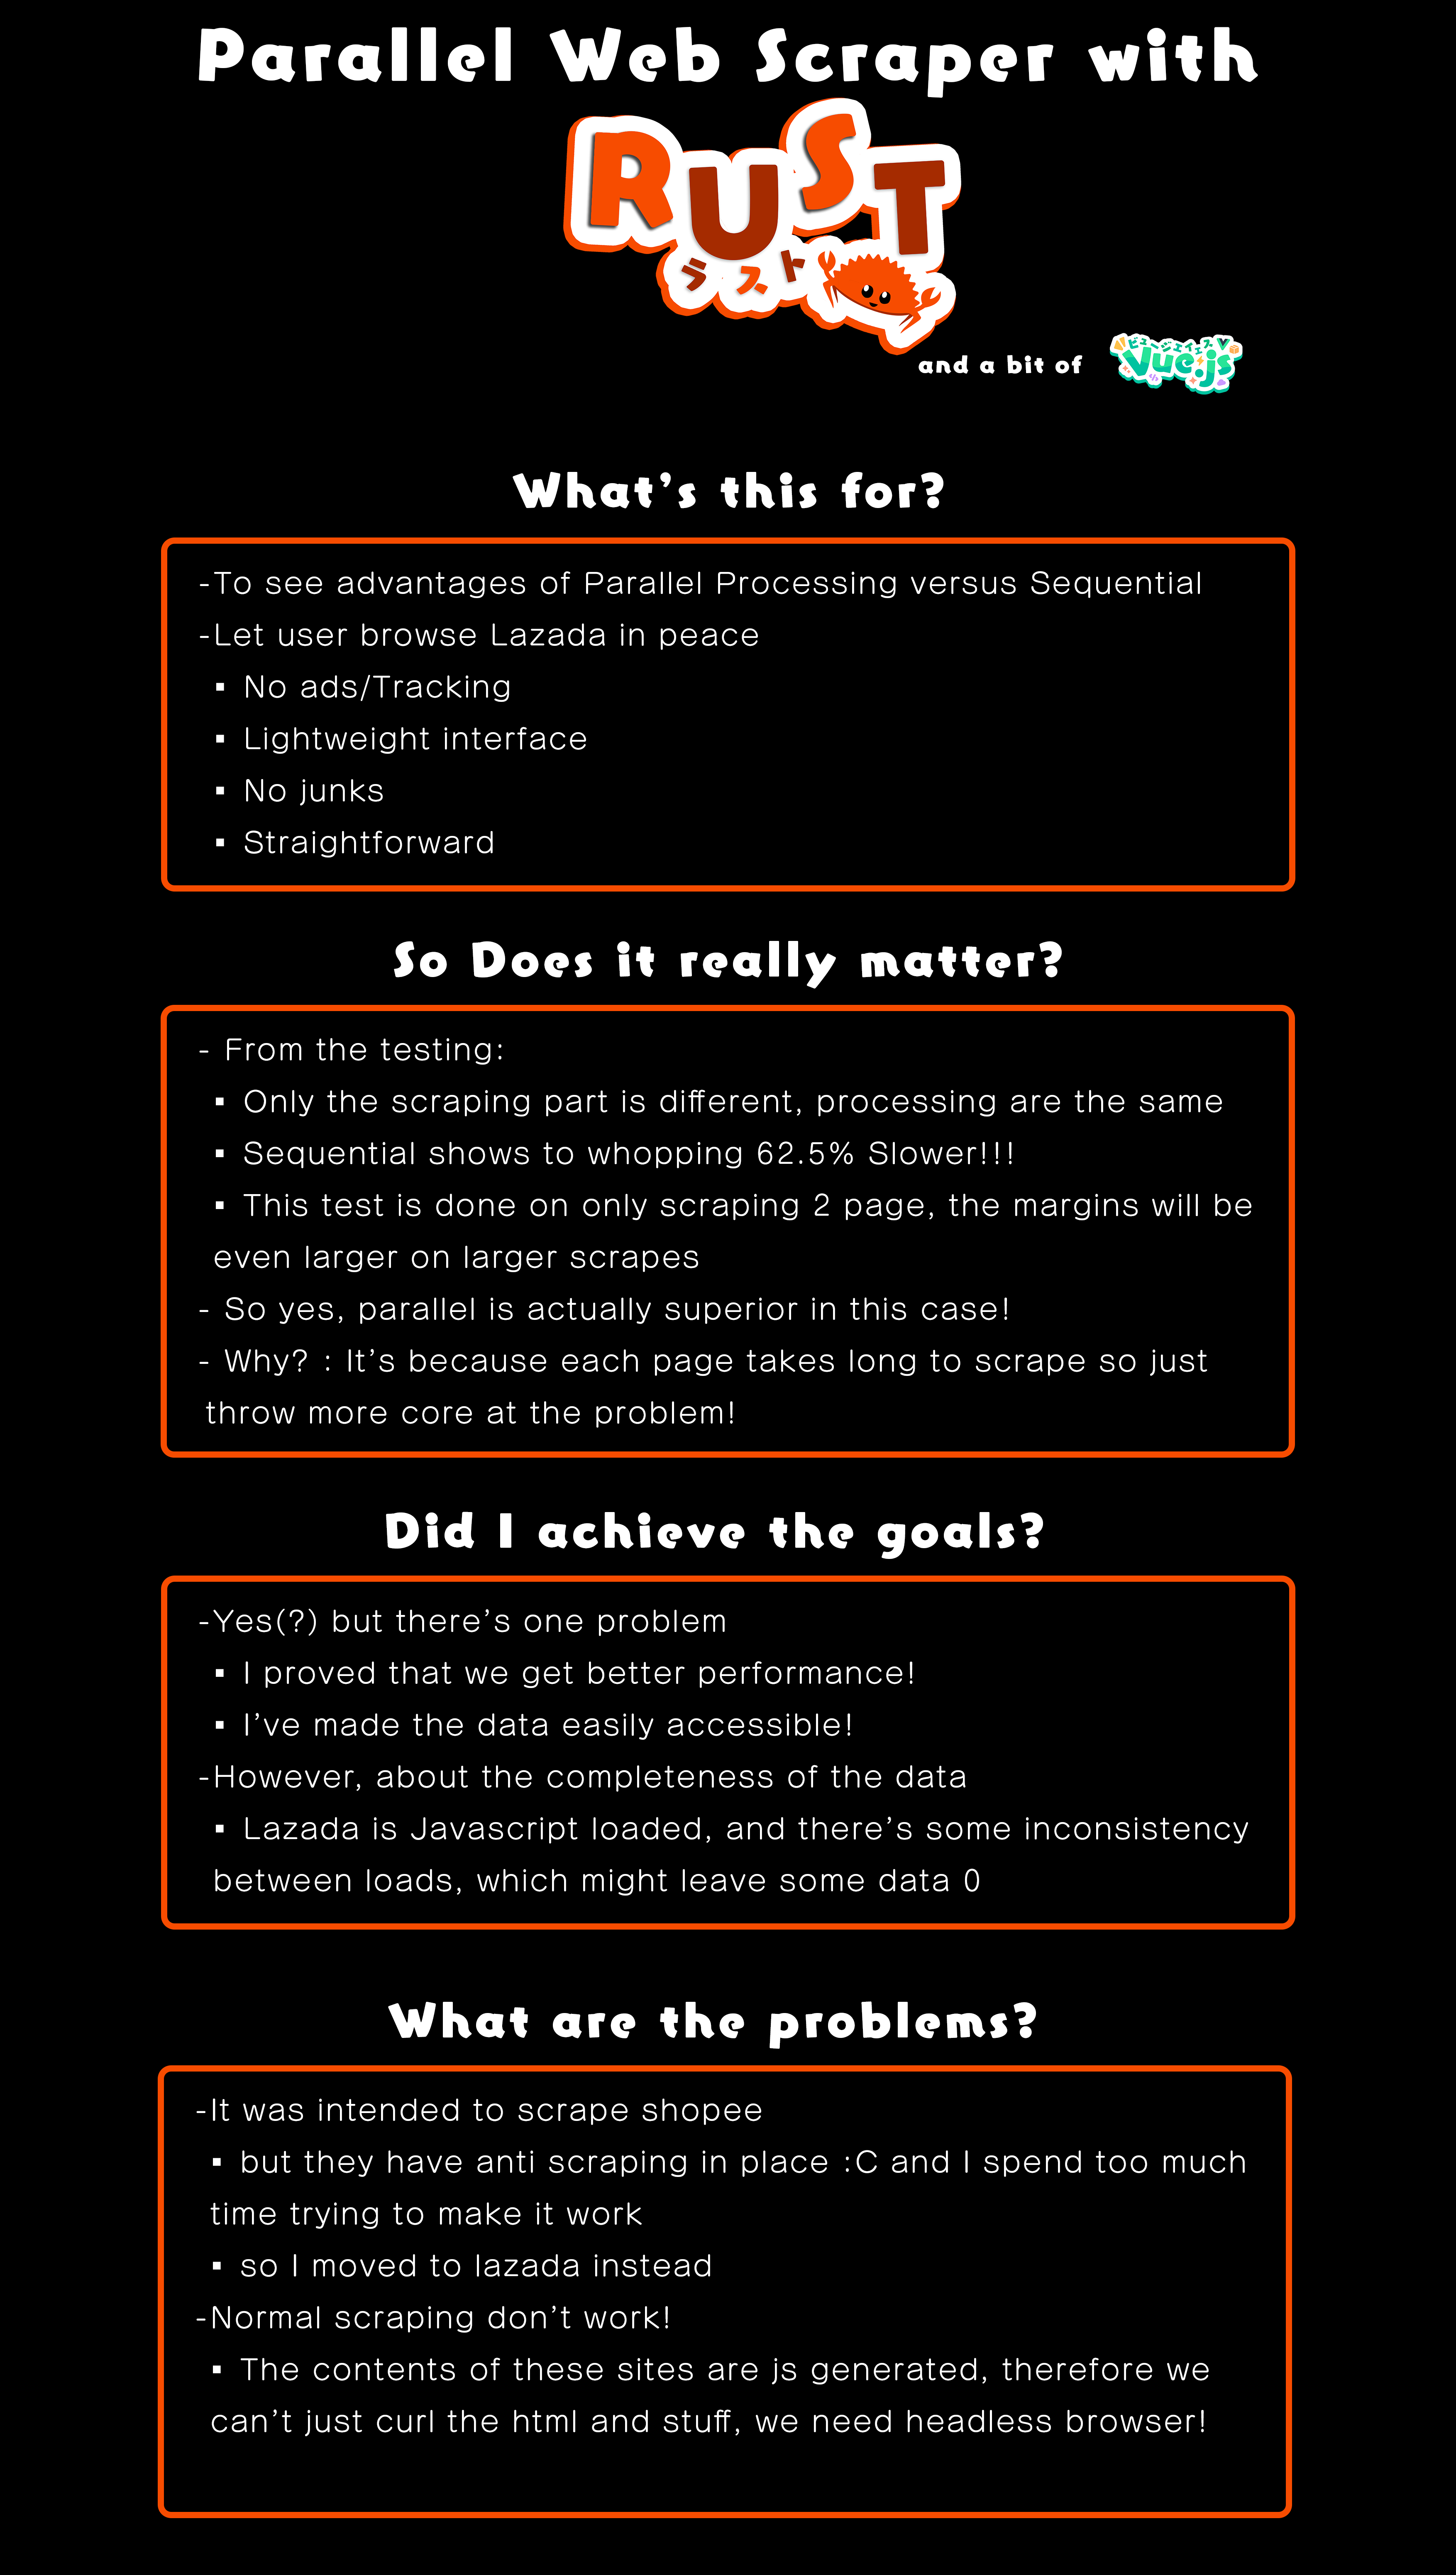 Parallel Web Scraper with
RUST
ラスト
and a bit of
ビュージェイエス
Vue.js
What's this for?
-To see advantages of Parallel Processing versus Sequential
-Let user browse Lazada in peace
▪ No ads/Tracking
▪ Lightweight interface
▪ No junks
▪ Straightforward
So Does it really matter?
- From the testing:
▪ Only the scraping part is different, processing are the same
▪ Sequential shows to whopping 62.5% Slower!!!
▪ This test is done on only scraping 2 page, the margins will be
even larger on larger scrapes
- So yes, parallel is actually superior in this case!
- Why? : It's because each page takes long to scrape so just
throw more core at the problem!
Did I achieve the goals?
-Yes(?) but there's one problem
▪ I proved that we get better performance!
▪ I've made the data easily accessible!
-However, about the completeness of the data
▪ Lazada is Javascript loaded, and there's some inconsistency
between loads, which might leave some data 0
What are the problems?
-It was intended to scrape shopee
▪ but they have anti scraping in place :C and I spend too much
time trying to make it work
▪ so I moved to lazada instead
-Normal scraping don't work!
▪ The contents of these sites are js generated, therefore we
can't just curl the html and stuff, we need headless browser!